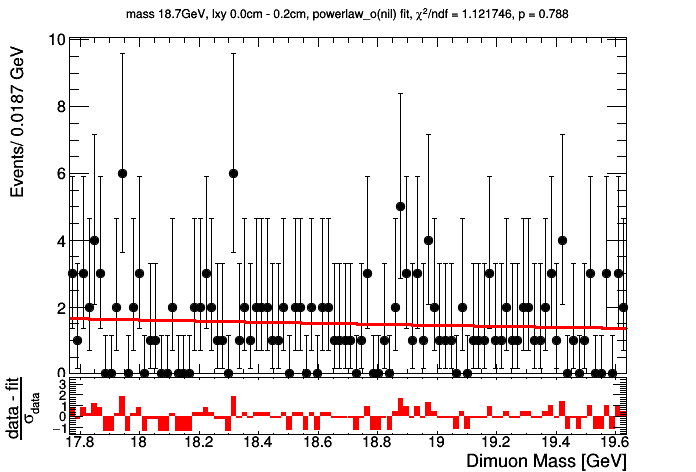 mass 18.7GeV, lxy 0.0cm - 0.2cm, powerlaw_o(nil) fit, χ²/ndf = 1.121746, p = 0.788
Events/ 0.0187 GeV
10
8
6
4
2
0
data - fit
σdata
3
2
1
0
−1
17.8 18 18.2 18.4 18.6 18.8 19 19.2 19.4 19.6
Dimuon Mass [GeV]